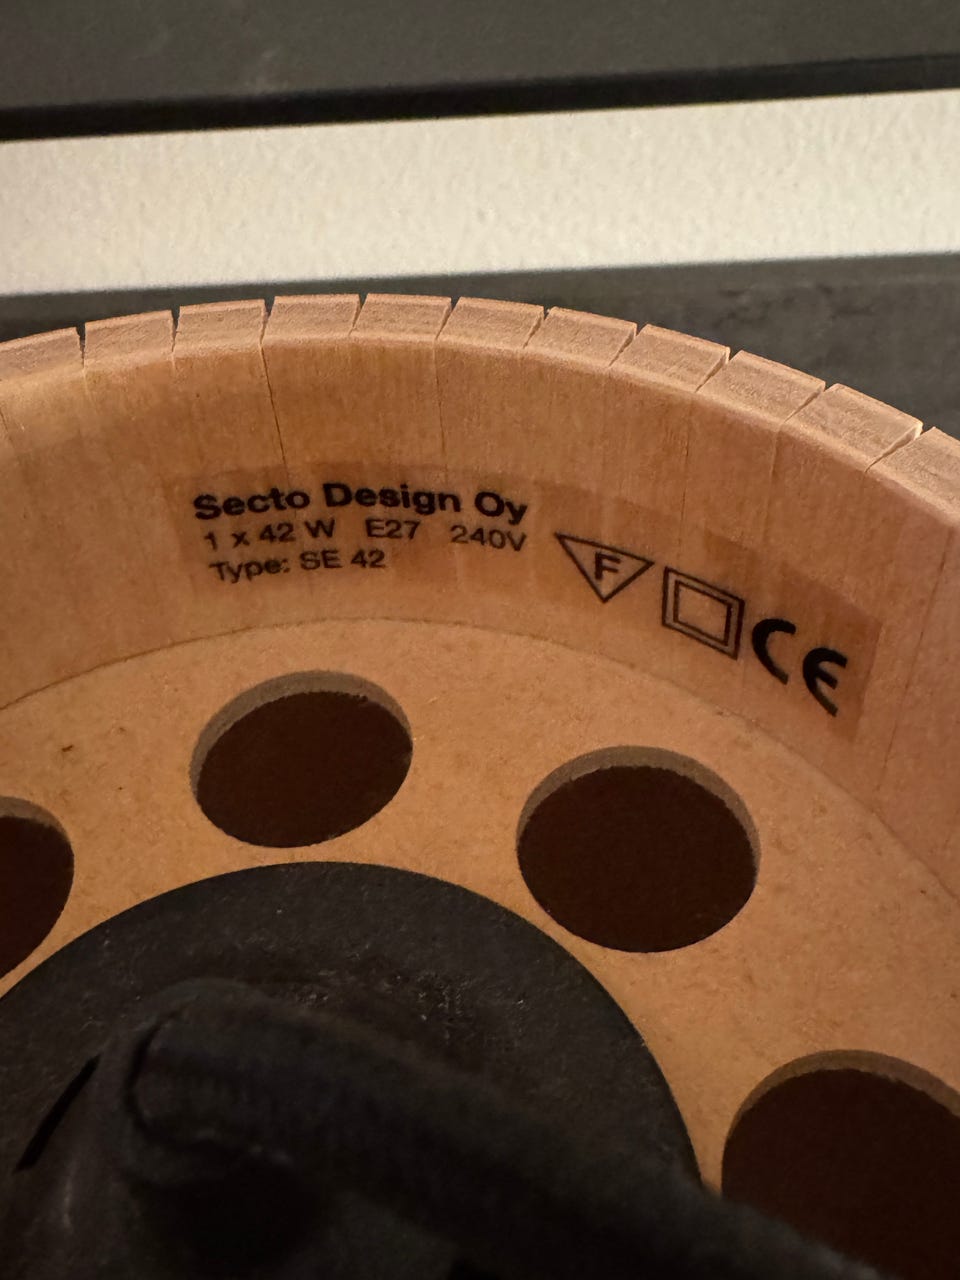 Secto Design Oy
1 x 42 W E27 240V
Type: SE 42
F
CE